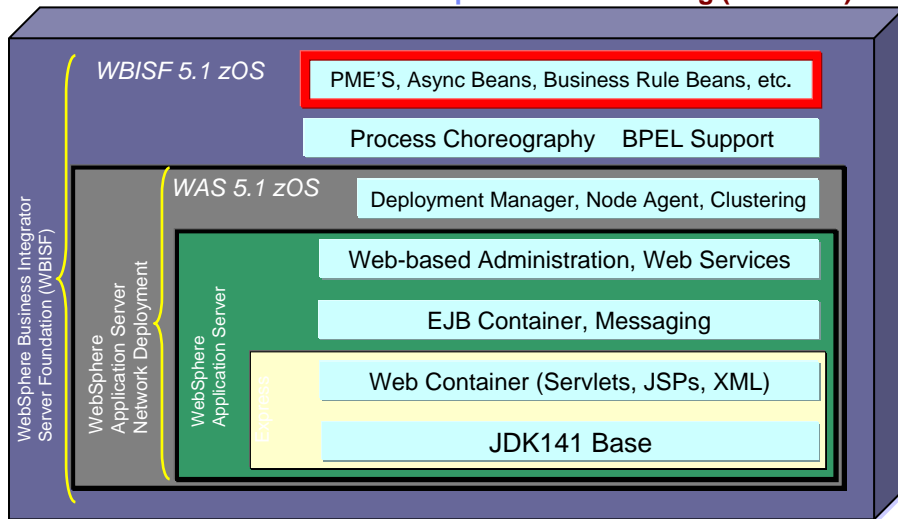 WBISF 5.1 zOS
PME'S, Async Beans, Business Rule Beans, etc.
Process Choreography BPEL Support
WAS 5.1 zOS
Deployment Manager, Node Agent, Clustering
Web-based Administration, Web Services
EJB Container, Messaging
Web Container (Servlets, JSPs, XML)
JDK141 Base
WebSphere Business Integrator
Server Foundation (WBISF)
WebSphere
Application Server
Network Deployment
WebSphere
Application Server
Express